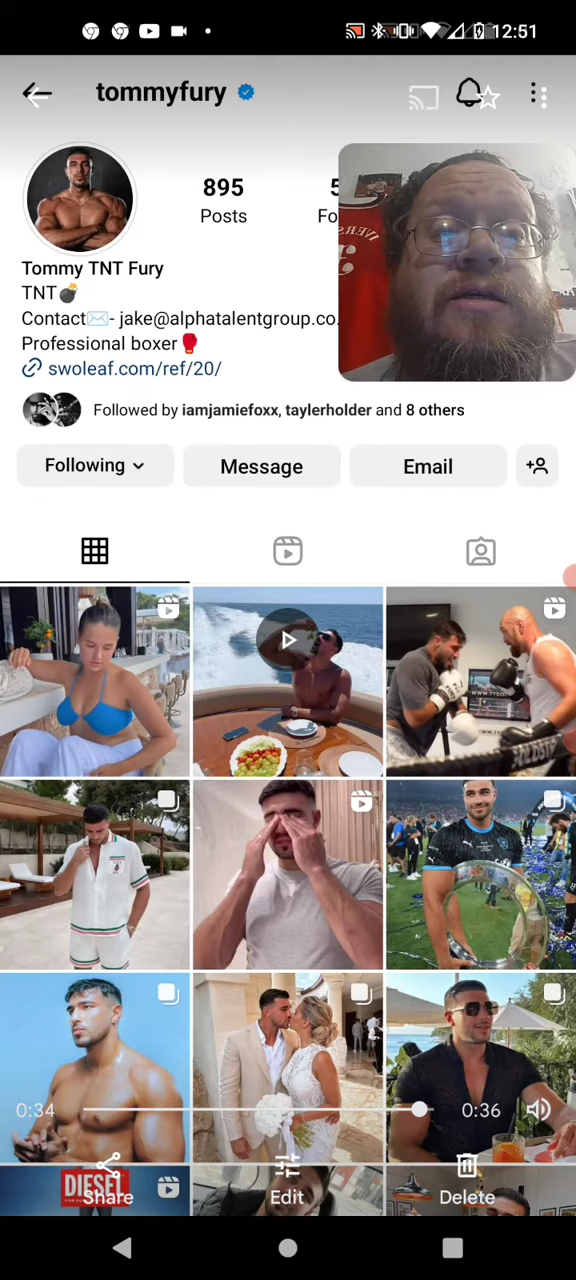 12:51
tommyfury
895
Posts
Tommy TNT Fury
TNT💣
Contact✉️- jake@alphatalentgroup.co.
Professional boxer🥊
swoleaf.com/ref/20/
Followed by iamjamiefoxx, taylerholder and 8 others
Following
Message
Email
0:34
0:36
DIESEL
Share
Edit
Delete